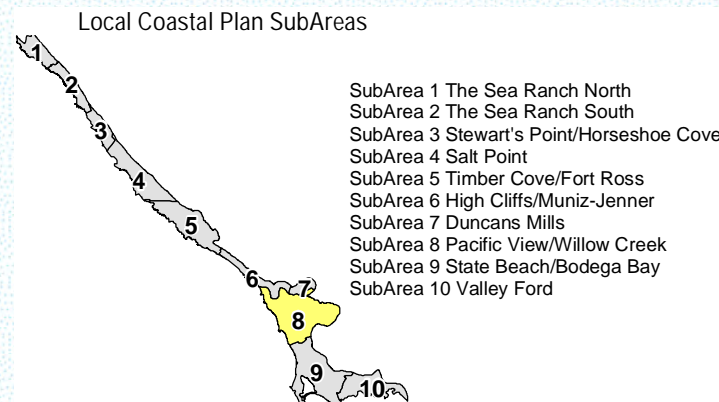 Local Coastal Plan SubAreas
1
2
3
4
5
6
7
8
9
10
SubArea 1 The Sea Ranch North
SubArea 2 The Sea Ranch South
SubArea 3 Stewart's Point/Horseshoe Cove
SubArea 4 Salt Point
SubArea 5 Timber Cove/Fort Ross
SubArea 6 High Cliffs/Muniz-Jenner
SubArea 7 Duncans Mills
SubArea 8 Pacific View/Willow Creek
SubArea 9 State Beach/Bodega Bay
SubArea 10 Valley Ford